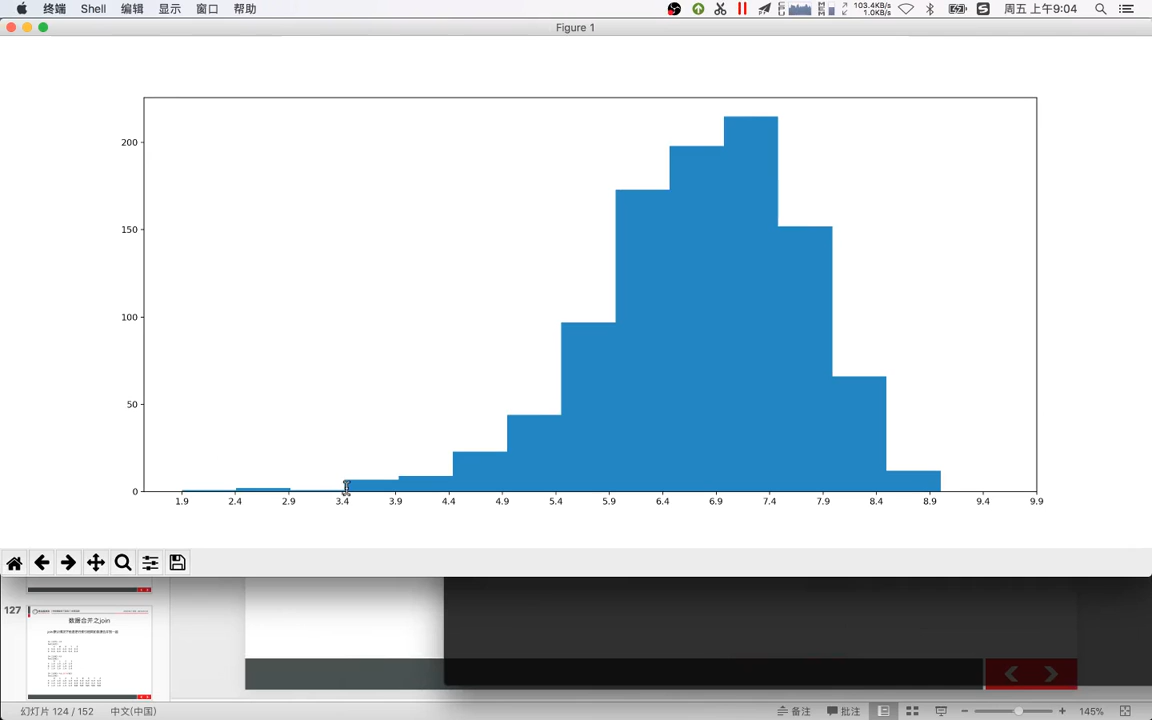 终端 Shell 编辑 显示 窗口 帮助 103.4KB/s 1.0KB/s 周五 上午9:04
Figure 1
200
150
100
50
0
1.9 2.4 2.9 3.4 3.9 4.4 4.9 5.4 5.9 6.4 6.9 7.4 7.9 8.4 8.9 9.4 9.9
127
数据合并之join
幻灯片 124 / 152 中文(中国) 备注 批注 145%